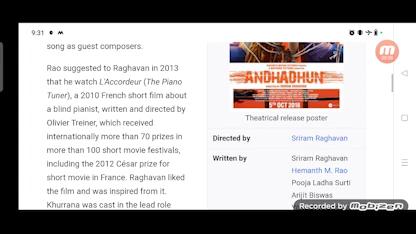 9:31
song as guest composers.
Rao suggested to Raghavan in 2013
that he watch L'Accordeur (The Piano
Tuner), a 2010 French short film about
a blind pianist, written and directed by
Olivier Treiner, which received
internationally more than 70 prizes in
more than 100 short movie festivals,
including the 2012 César prize for
short movie in France. Raghavan liked
the film and was inspired from it.
Khurrana was cast in the lead role
ANDHADHUN
5TH OCT 2018
Theatrical release poster
Directed by Sriram Raghavan
Written by Sriram Raghavan
Hemanth M. Rao
Pooja Ladha Surti
Arijit Biswas
Recorded by MOBIZEN